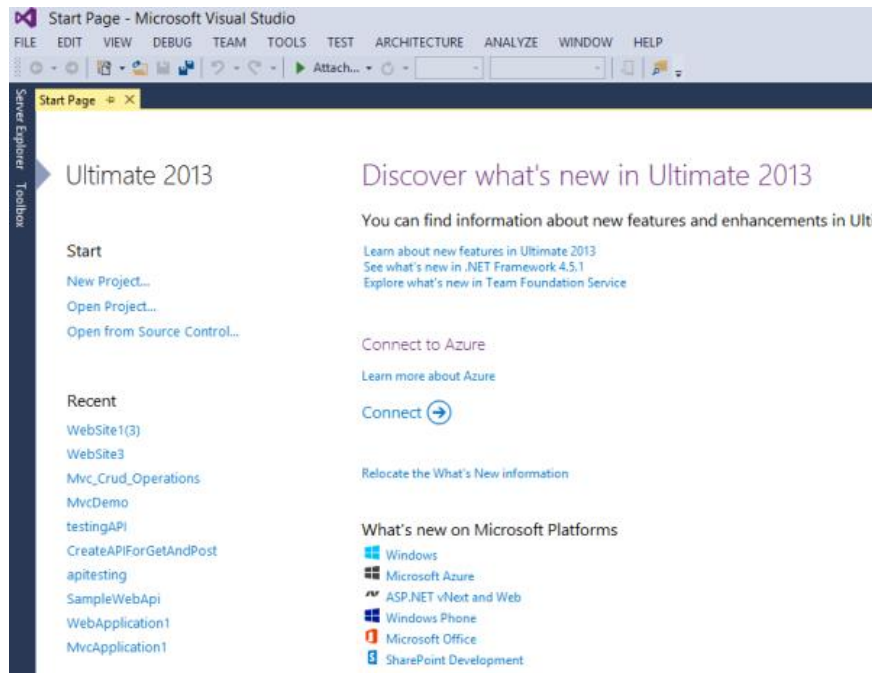 Start Page - Microsoft Visual Studio
FILE EDIT VIEW DEBUG TEAM TOOLS TEST ARCHITECTURE ANALYZE WINDOW HELP
Attach...
Server Explorer
Toolbox
Start Page
Ultimate 2013
Start
New Project...
Open Project...
Open from Source Control...
Recent
WebSite1(3)
WebSite3
Mvc_Crud_Operations
MvcDemo
testingAPI
CreateAPIForGetAndPost
apitesting
SampleWebApi
WebApplication1
MvcApplication1
Discover what's new in Ultimate 2013
You can find information about new features and enhancements in Ulti
Learn about new features in Ultimate 2013
See what's new in .NET Framework 4.5.1
Explore what's new in Team Foundation Service
Connect to Azure
Learn more about Azure
Connect
Relocate the What's New information
What's new on Microsoft Platforms
Windows
Microsoft Azure
ASP.NET vNext and Web
Windows Phone
Microsoft Office
SharePoint Development